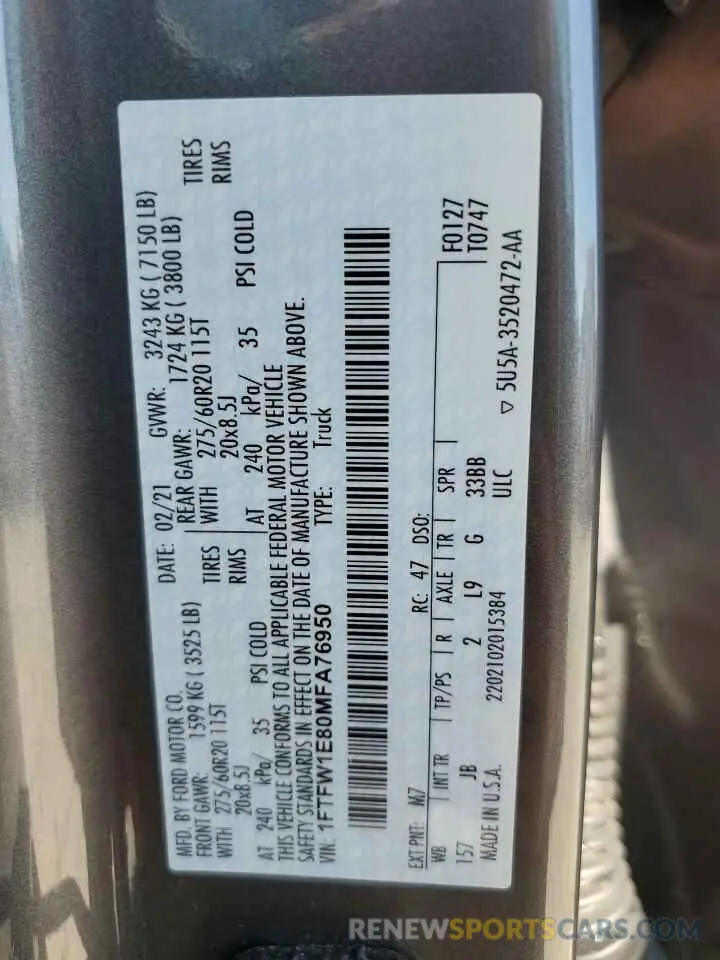 MFD. BY FORD MOTOR CO. DATE: 02/21 GVWR: 3243 KG ( 7150 LB)
FRONT GAWR: 1599 KG ( 3525 LB) REAR GAWR: 1724 KG ( 3800 LB)
WITH 275/60R20 115T TIRES WITH 275/60R20 115T TIRES
20x8.5J RIMS 20x8.5J RIMS
AT 240 kPa/ 35 PSI COLD AT 240 kPa/ 35 PSI COLD
THIS VEHICLE CONFORMS TO ALL APPLICABLE FEDERAL MOTOR VEHICLE
SAFETY STANDARDS IN EFFECT ON THE DATE OF MANUFACTURE SHOWN ABOVE.
VIN: 1FTFW1E80MFA76950 TYPE: Truck
EXT PNT: M7 RC: 47 DSO: F0127
WB INT TR TP/PS R AXLE TR SPR T0747
157 JB 2 L9 G 33BB
MADE IN U.S.A. 2202102015384 ULC ▽ 5U5A-3520472-AA
RENEWSPORTSCARS.COM